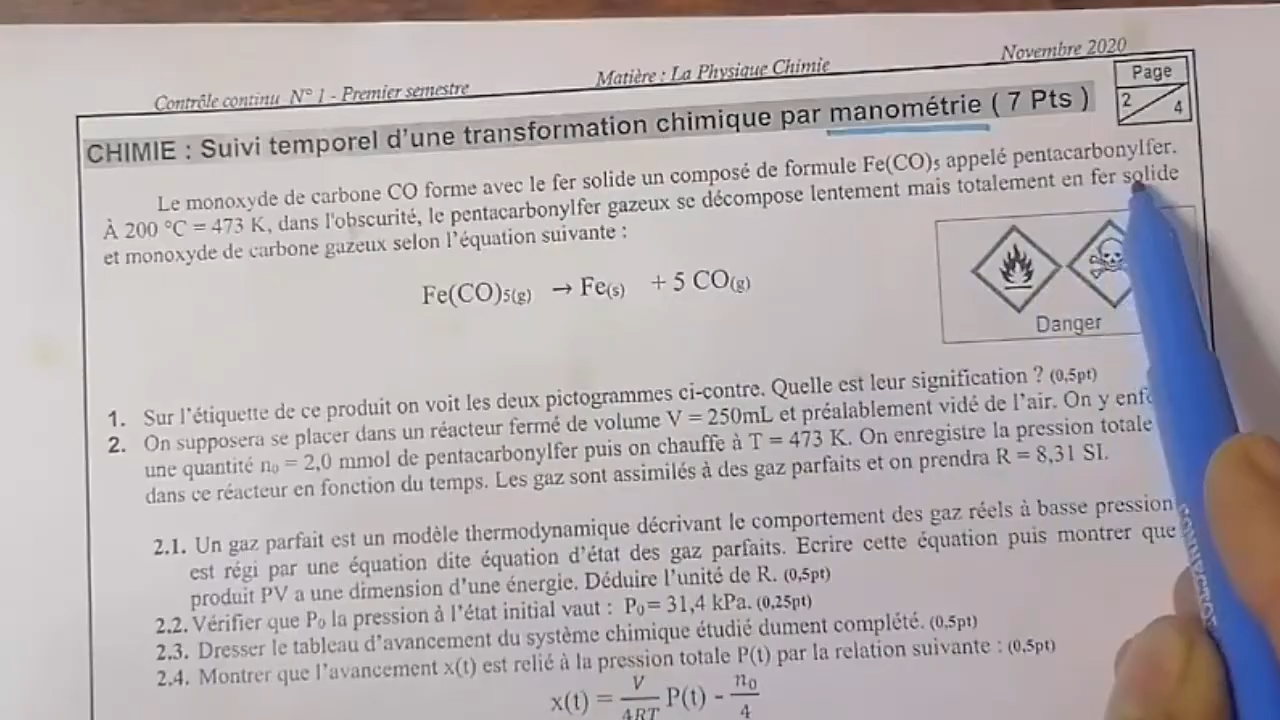 Contrôle continu N° 1 - Premier semestre
Matière : La Physique Chimie
Novembre 2020
Page
2
4
CHIMIE : Suivi temporel d'une transformation chimique par manométrie ( 7 Pts )
Le monoxyde de carbone CO forme avec le fer solide un composé de formule Fe(CO)₅ appelé pentacarbonylfer.
À 200 °C = 473 K, dans l'obscurité, le pentacarbonylfer gazeux se décompose lentement mais totalement en fer solide
et monoxyde de carbone gazeux selon l'équation suivante :
Fe(CO)₅(g) → Fe(s) + 5 CO(g)
Danger
1. Sur l'étiquette de ce produit on voit les deux pictogrammes ci-contre. Quelle est leur signification ? (0,5pt)
2. On supposera se placer dans un réacteur fermé de volume V = 250mL et préalablement vidé de l'air. On y
une quantité n₀ = 2,0 mmol de pentacarbonylfer puis on chauffe à T = 473 K. On enregistre la pression totale
dans ce réacteur en fonction du temps. Les gaz sont assimilés à des gaz parfaits et on prendra R = 8,31 SI.
2.1. Un gaz parfait est un modèle thermodynamique décrivant le comportement des gaz réels à basse pression
est régi par une équation dite équation d'état des gaz parfaits. Ecrire cette équation puis montrer que
produit PV a une dimension d'une énergie. Déduire l'unité de R. (0,5pt)
2.2. Vérifier que P₀ la pression à l'état initial vaut : P₀ = 31,4 kPa. (0,25pt)
2.3. Dresser le tableau d'avancement du système chimique étudié dument complété. (0,5pt)
2.4. Montrer que l'avancement x(t) est relié à la pression totale P(t) par la relation suivante : (0,5pt)
x(t) = V/4RT P(t) - n₀/4